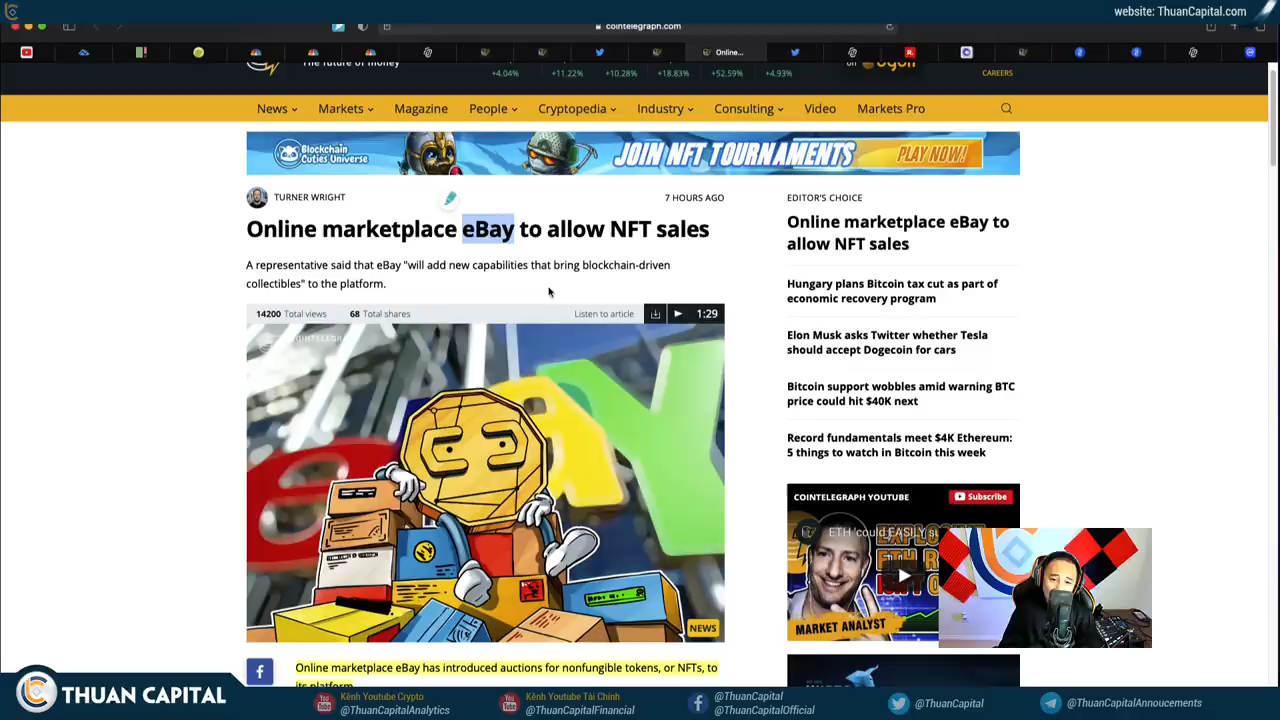 website: ThuanCapital.com
cointelegraph.com
Online...
The future of money
+4.04% +11.22% +10.28% +18.83% +52.59% +4.93%
on
CAREERS
News Markets Magazine People Cryptopedia Industry Consulting Video Markets Pro
Blockchain
Cuties Universe
JOIN NFT TOURNAMENTS
PLAY NOW!
TURNER WRIGHT
7 HOURS AGO
Online marketplace eBay to allow NFT sales
A representative said that eBay "will add new capabilities that bring blockchain-driven
collectibles" to the platform.
14200 Total views 68 Total shares Listen to article 1:29
COINTELEGRA
NEWS
Online marketplace eBay has introduced auctions for nonfungible tokens, or NFTs, to
its platform
EDITOR'S CHOICE
Online marketplace eBay to
allow NFT sales
Hungary plans Bitcoin tax cut as part of
economic recovery program
Elon Musk asks Twitter whether Tesla
should accept Dogecoin for cars
Bitcoin support wobbles amid warning BTC
price could hit $40K next
Record fundamentals meet $4K Ethereum:
5 things to watch in Bitcoin this week
COINTELEGRAPH YOUTUBE
Subscribe
ETH 'could EASILY su
MARKET ANALYST
THUAN CAPITAL
Kênh Youtube Crypto
@ThuanCapitalAnalytics
Kênh Youtube Tài Chính
@ThuanCapitalFinancial
@ThuanCapital
@ThuanCapitalOfficial
@ThuanCapital
@ThuanCapitalAnnoucements